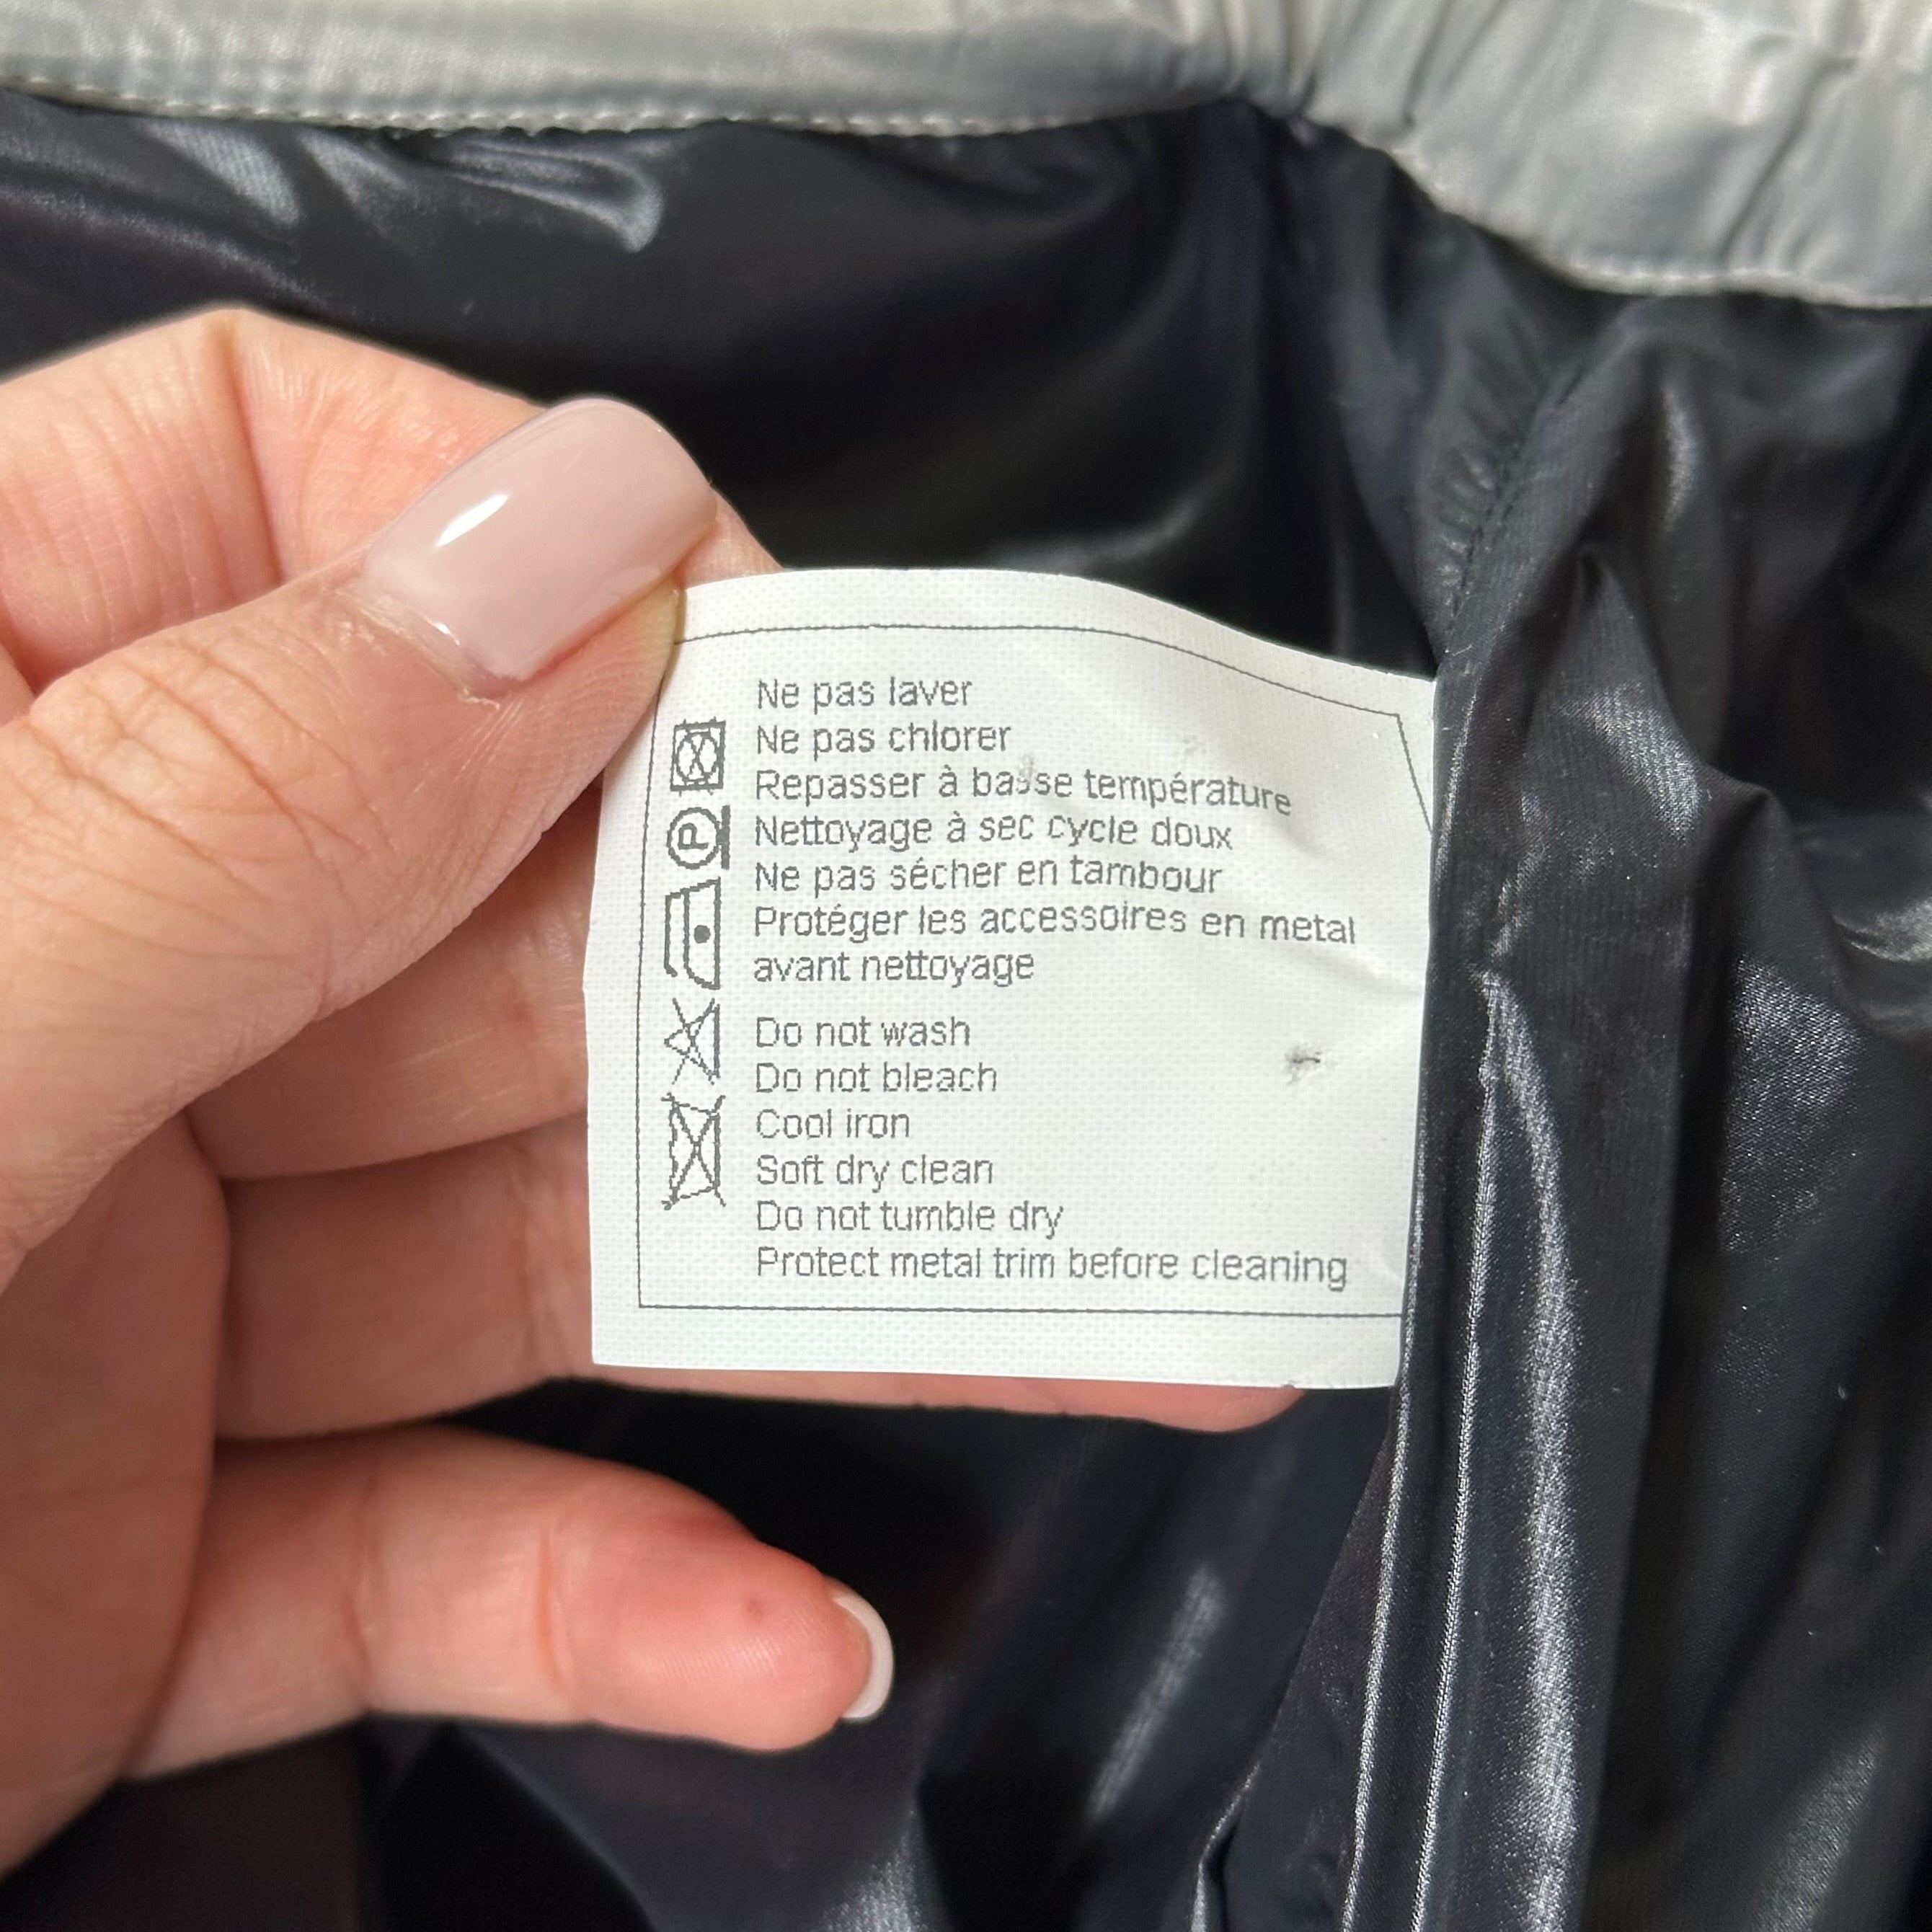 Ne pas laver
Ne pas chlorer
Repasser à basse température
Nettoyage à sec cycle doux
Ne pas sécher en tambour
Protéger les accessoires en metal
avant nettoyage
Do not wash
Do not bleach
Cool iron
Soft dry clean
Do not tumble dry
Protect metal trim before cleaning
P